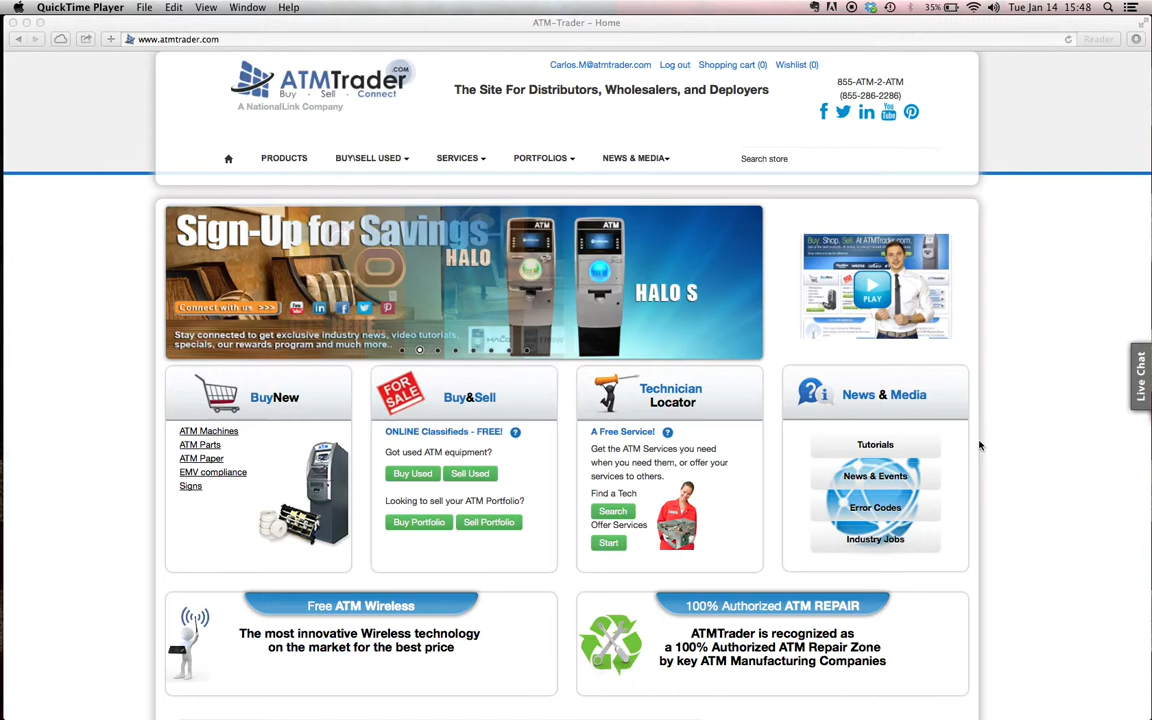 QuickTime Player File Edit View Window Help
35% Tue Jan 14 15:48
ATM-Trader – Home
www.atmtrader.com
Reader
ATMTrader .COM
Buy Sell Connect
A NationalLink Company
Carlos.M@atmtrader.com Log out Shopping cart (0) Wishlist (0)
The Site For Distributors, Wholesalers, and Deployers
855-ATM-2-ATM
(855-286-2286)
You Tube
PRODUCTS BUY\SELL USED SERVICES PORTFOLIOS NEWS & MEDIA
Search store
Sign-Up for Savings
HALO
HALO S
ATM ATM
Connect with us >>>
Stay connected to get exclusive industry news, video tutorials,
specials, our rewards program and much more..
Buy. Shop. Sell. At ATMTrader.com.
PLAY
Live Chat
BuyNew
ATM Machines
ATM Parts
ATM Paper
EMV compliance
Signs
FOR SALE
Buy&Sell
ONLINE Classifieds - FREE! ?
Got used ATM equipment?
Buy Used Sell Used
Looking to sell your ATM Portfolio?
Buy Portfolio Sell Portfolio
Technician
Locator
A Free Service! ?
Get the ATM Services you need
when you need them, or offer your
services to others.
Find a Tech
Search
Offer Services
Start
News & Media
Tutorials
News & Events
Error Codes
Industry Jobs
Free ATM Wireless
The most innovative Wireless technology
on the market for the best price
100% Authorized ATM REPAIR
ATMTrader is recognized as
a 100% Authorized ATM Repair Zone
by key ATM Manufacturing Companies